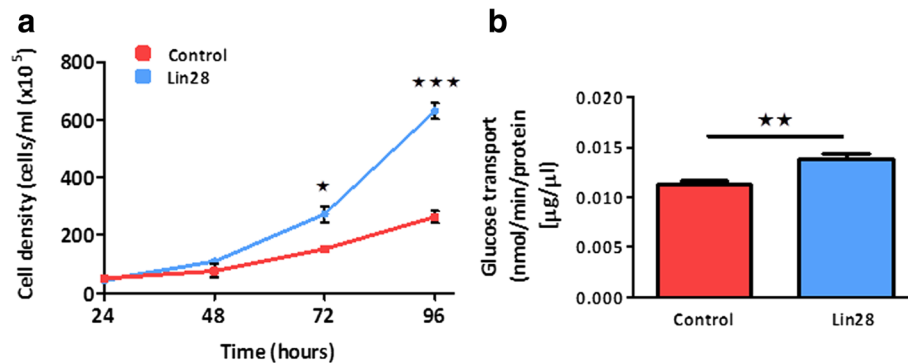 a
Control
Lin28
Cell density (cells/ml (x10⁵)
800
600
400
200
0
24 48 72 96
Time (hours)
★
★★★
b
Glucose transport
(nmol/min/protein
[µg/µl)
0.020
0.015
0.010
0.005
0.000
★★
Control Lin28